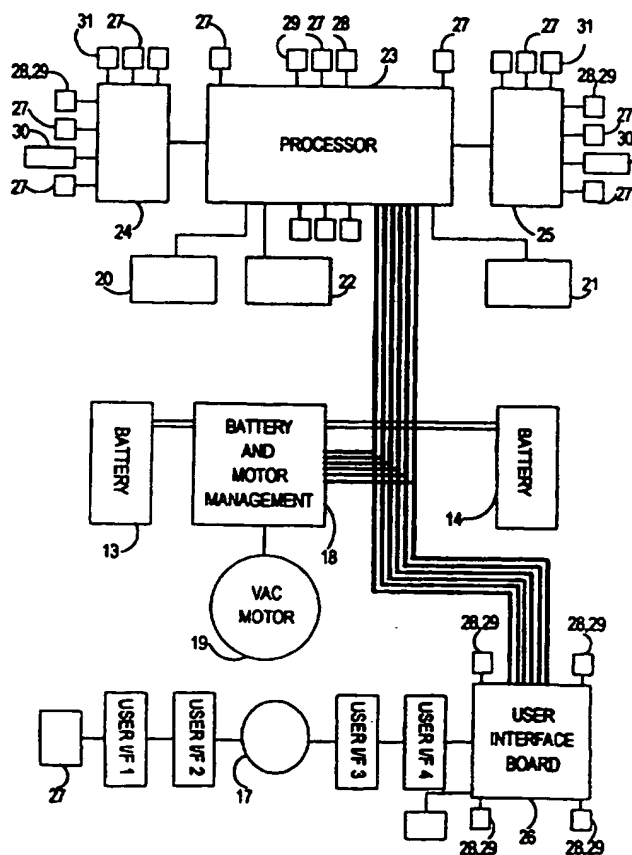 31 27 27 29 27 28 23 27 27 31
28,29 28,29
27 27
30 30
27 27
PROCESSOR
24 25
20 22 21
BATTERY
BATTERY
AND
MOTOR
MANAGEMENT
BATTERY
13 18 14
VAC
MOTOR
19
28,29 28,29
USER I/F 1
USER I/F 2
USER I/F 3
USER I/F 4
USER
INTERFACE
BOARD
27 17
28,29 26 28,29